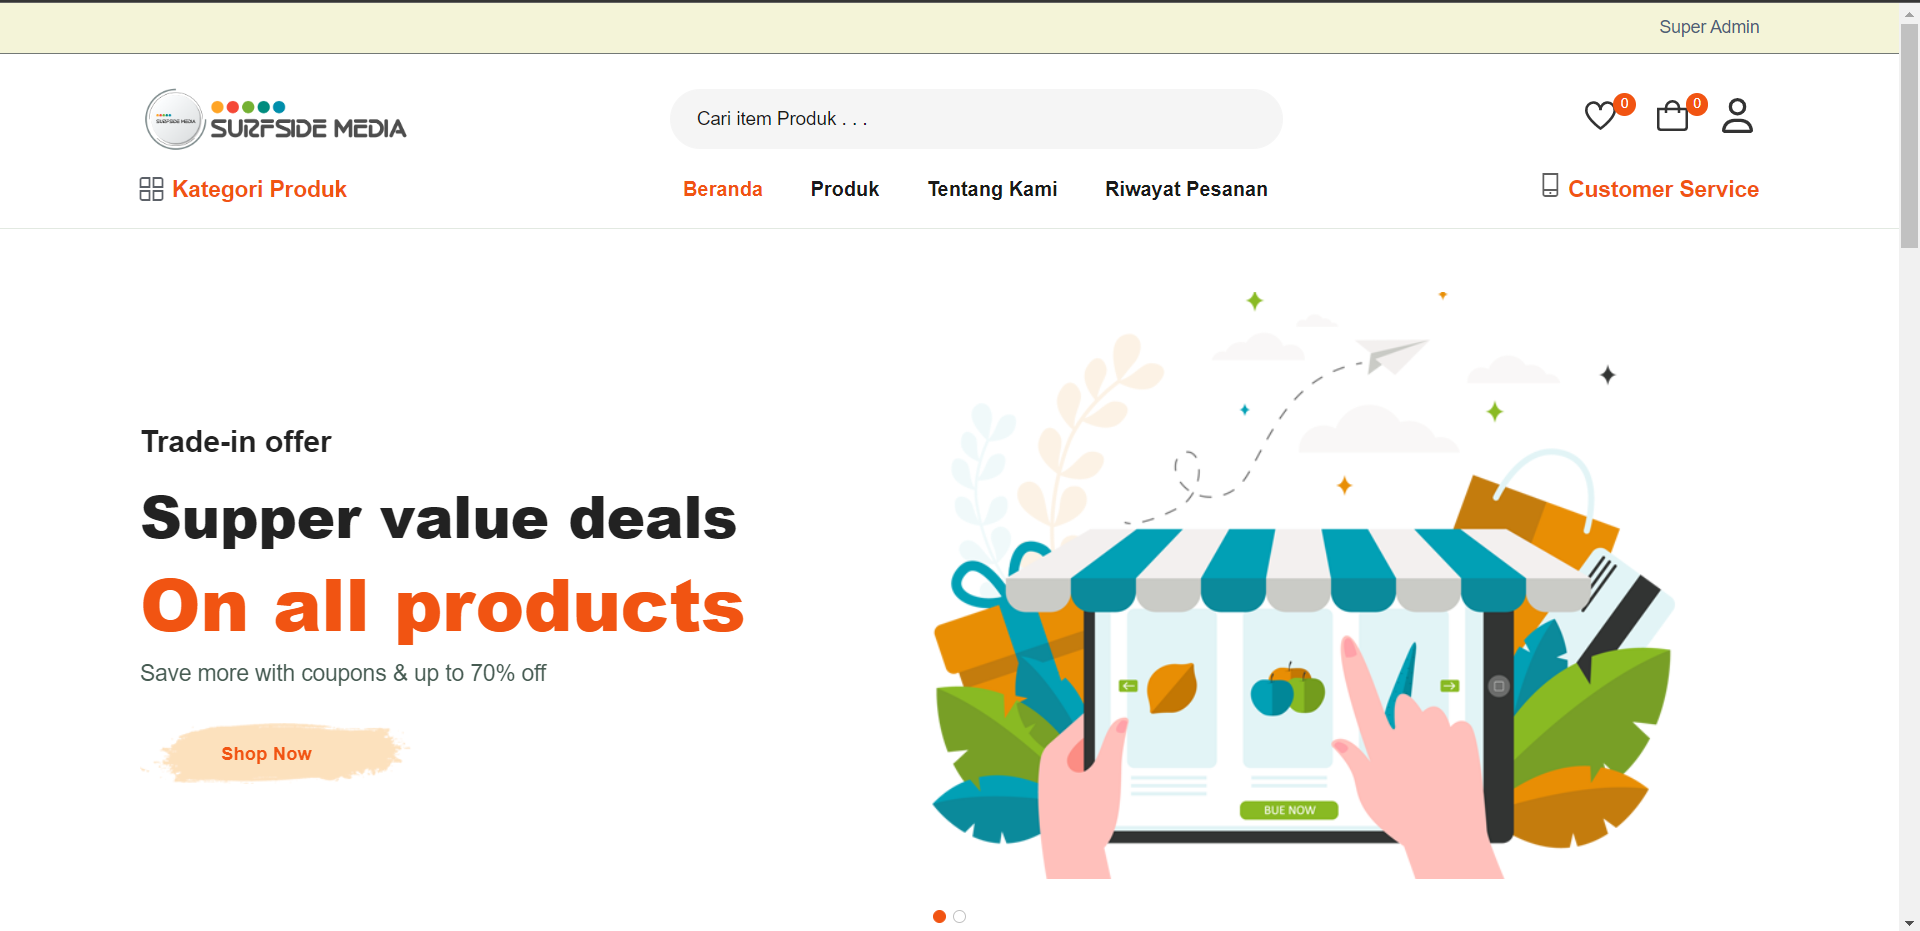 Super Admin
SURFSIDE MEDIA
SURFSIDE MEDIA
Cari item Produk . . .
0
0
Kategori Produk
Beranda
Produk
Tentang Kami
Riwayat Pesanan
Customer Service
Trade-in offer
Supper value deals
On all products
Save more with coupons & up to 70% off
Shop Now
BUE NOW